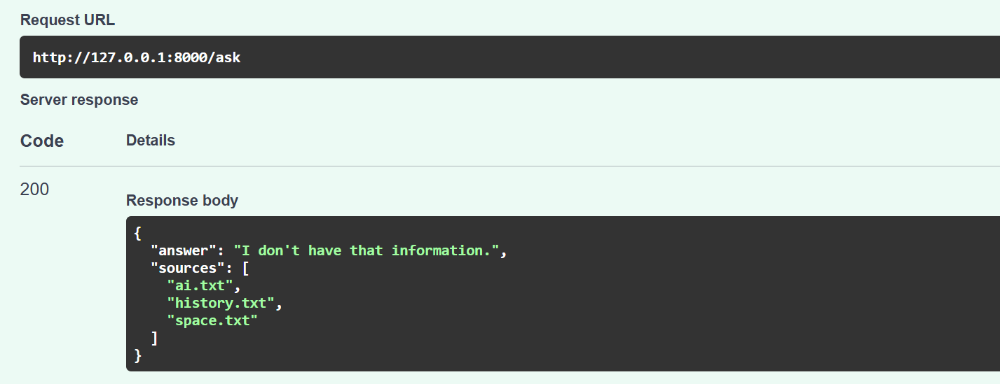 Request URL
http://127.0.0.1:8000/ask
Server response
Code Details
200
Response body
{
  "answer": "I don't have that information.",
  "sources": [
    "ai.txt",
    "history.txt",
    "space.txt"
  ]
}